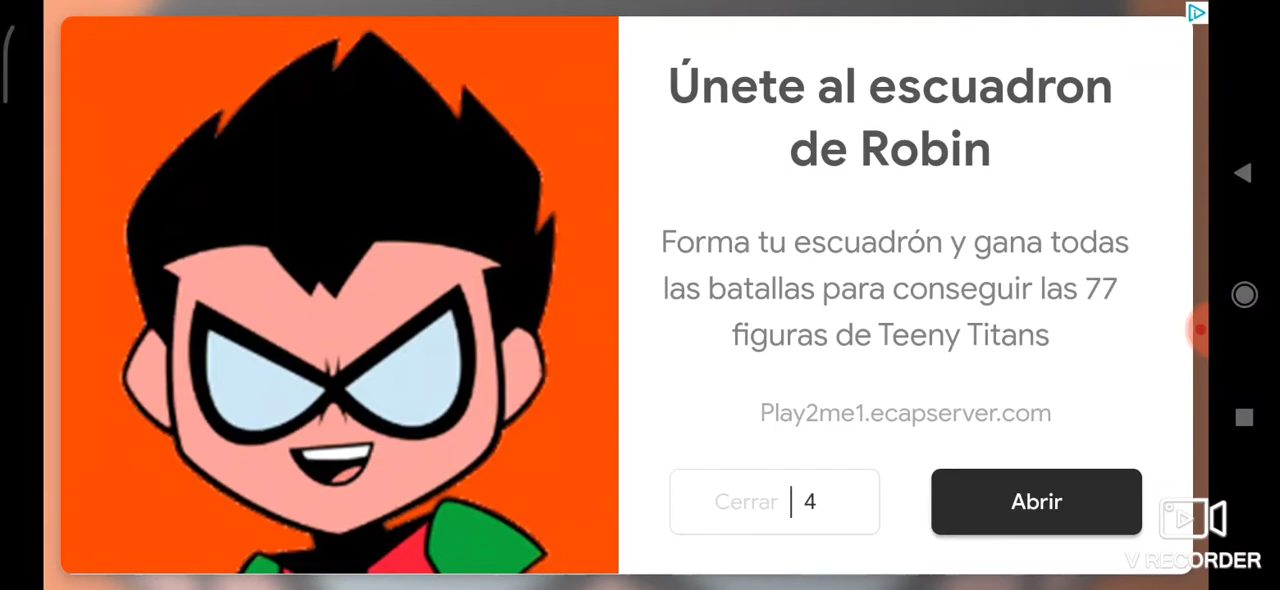 Únete al escuadron
de Robin
Forma tu escuadrón y gana todas
las batallas para conseguir las 77
figuras de Teeny Titans
Play2me1.ecapserver.com
Cerrar | 4
Abrir
V RECORDER